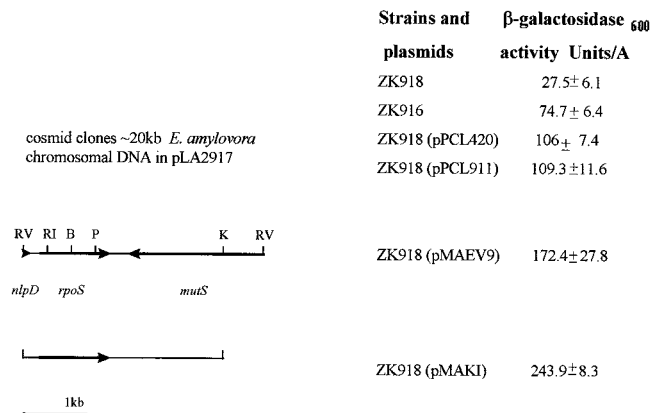 Strains and β-galactosidase 600
plasmids activity Units/A
ZK918 27.5± 6.1
ZK916 74.7± 6.4
cosmid clones ~20kb E. amylovora
chromosomal DNA in pLA2917
ZK918 (pPCL420) 106± 7.4
ZK918 (pPCL911) 109.3 ±11.6
RV RI B P K RV
ZK918 (pMAEV9) 172.4±27.8
nlpD rpoS mutS
ZK918 (pMAKI) 243.9±8.3
1kb